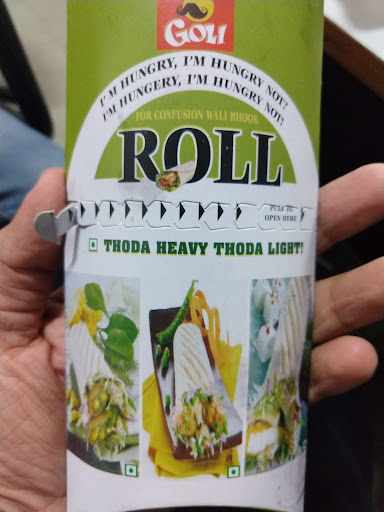 GOLI
I'M HUNGRY, I'M HUNGRY NOT!
I'M HUNGERY, I'M HUNGRY NOT!
FOR CONFUSION WALI BHOOK
ROLL
PULL TO
OPEN HERE
THODA HEAVY THODA LIGHT!